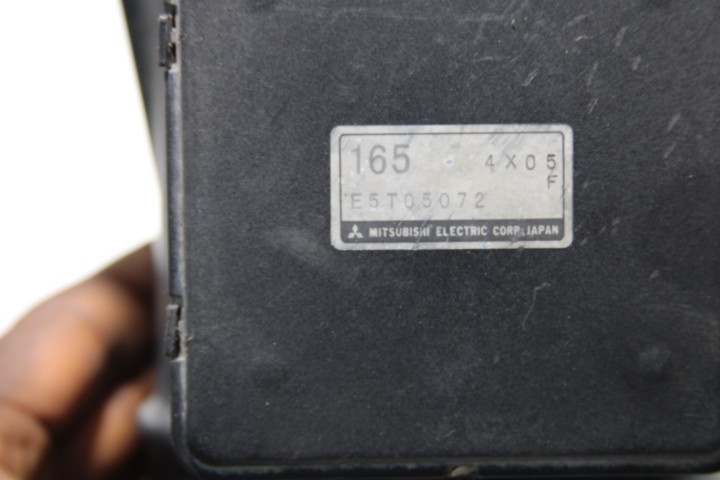 165 4X05
F
E5T05072
MITSUBISHI ELECTRIC CORP. JAPAN